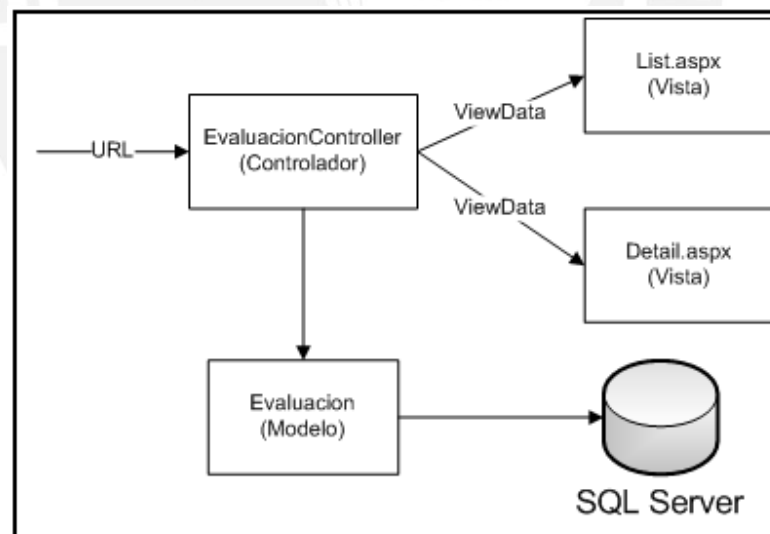 List.aspx
(Vista)
ViewData
URL
EvaluacionController
(Controlador)
ViewData
Detail.aspx
(Vista)
Evaluacion
(Modelo)
SQL Server